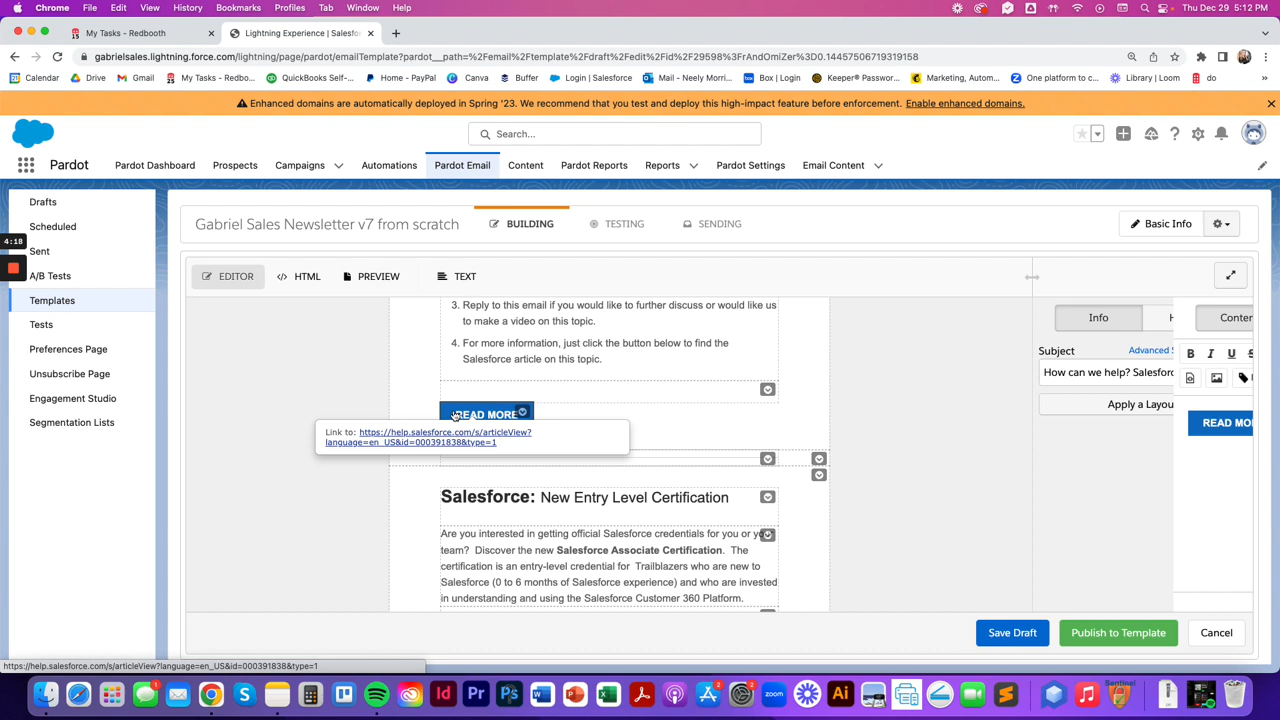 Chrome File Edit View History Bookmarks Profiles Tab Window Help Thu Dec 29 5:12 PM
My Tasks - Redbooth Lightning Experience | Salesfor
gabrielsales.lightning.force.com/lightning/page/pardot/emailTemplate?pardot__path=%2Femail%2Ftemplate%2Fdraft%2Fedit%2Fid%2F29598%2FrAndOmiZer%3D0.144575067193​19158
Calendar Drive Gmail My Tasks - Redbo... QuickBooks Self-... Home - PayPal Canva Buffer Login | Salesforce Mail - Neely Morri... Box | Login Keeper® Passwor... Marketing, Autom... One platform to c... Library | Loom do
Enhanced domains are automatically deployed in Spring '23. We recommend that you test and deploy this high-impact feature before enforcement. Enable enhanced domains.
Search...
Pardot Pardot Dashboard Prospects Campaigns Automations Pardot Email Content Pardot Reports Reports Pardot Settings Email Content
Drafts
Scheduled
Sent
A/B Tests
Templates
Tests
Preferences Page
Unsubscribe Page
Engagement Studio
Segmentation Lists
4:18
Gabriel Sales Newsletter v7 from scratch BUILDING TESTING SENDING Basic Info
EDITOR HTML PREVIEW TEXT
3. Reply to this email if you would like to further discuss or would like us
to make a video on this topic.
4. For more information, just click the button below to find the
Salesforce article on this topic.
READ MORE
Link to: https://help.salesforce.com/s/articleView?
language=en_US&id=000391838&type=1
Salesforce: New Entry Level Certification
Are you interested in getting official Salesforce credentials for you or
team? Discover the new Salesforce Associate Certification. The
certification is an entry-level credential for Trailblazers who are new to
Salesforce (0 to 6 months of Salesforce experience) and who are invested
in understanding and using the Salesforce Customer 360 Platform.
Info H Conten
Subject Advanced S
How can we help? Salesforc
Apply a Layou
B I U S
READ MO
Save Draft Publish to Template Cancel
https://help.salesforce.com/s/articleView?language=en_US&id=000391838&type=1